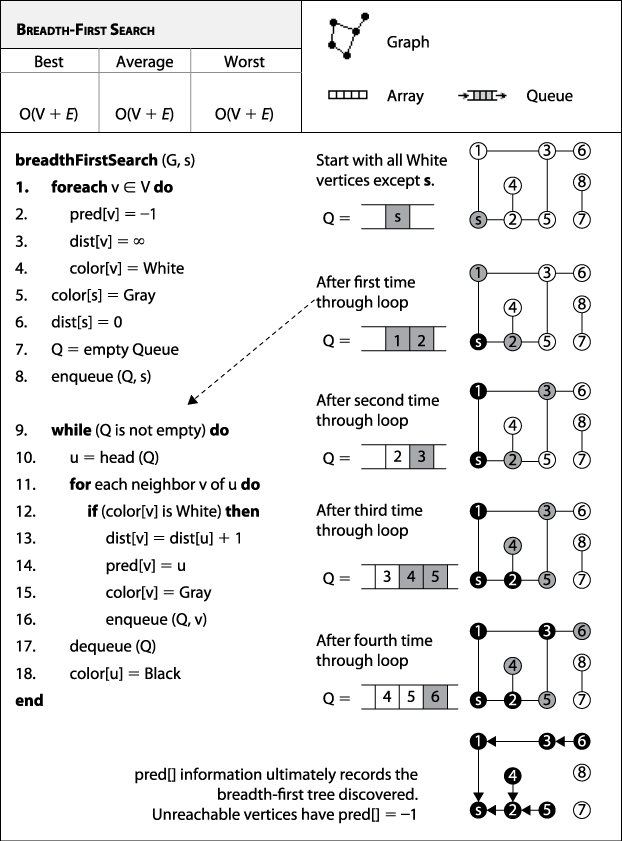 BREADTH-FIRST SEARCH
Best Average Worst
O(V + E) O(V + E) O(V + E)
Graph
Array Queue
breadthFirstSearch (G, s)
1. foreach v ∈ V do
2. pred[v] = −1
3. dist[v] = ∞
4. color[v] = White
5. color[s] = Gray
6. dist[s] = 0
7. Q = empty Queue
8. enqueue (Q, s)
9. while (Q is not empty) do
10. u = head (Q)
11. for each neighbor v of u do
12. if (color[v] is White) then
13. dist[v] = dist[u] + 1
14. pred[v] = u
15. color[v] = Gray
16. enqueue (Q, v)
17. dequeue (Q)
18. color[u] = Black
end
Start with all White
vertices except s.
Q = s
1 3 6
4 8
s 2 5 7
After first time
through loop
Q = 1 2
1 3 6
4 8
s 2 5 7
After second time
through loop
Q = 2 3
1 3 6
4 8
s 2 5 7
After third time
through loop
Q = 3 4 5
1 3 6
4 8
s 2 5 7
After fourth time
through loop
Q = 4 5 6
1 3 6
4 8
s 2 5 7
pred[] information ultimately records the
breadth-first tree discovered.
Unreachable vertices have pred[] = −1
1 3 6
4 8
s 2 5 7